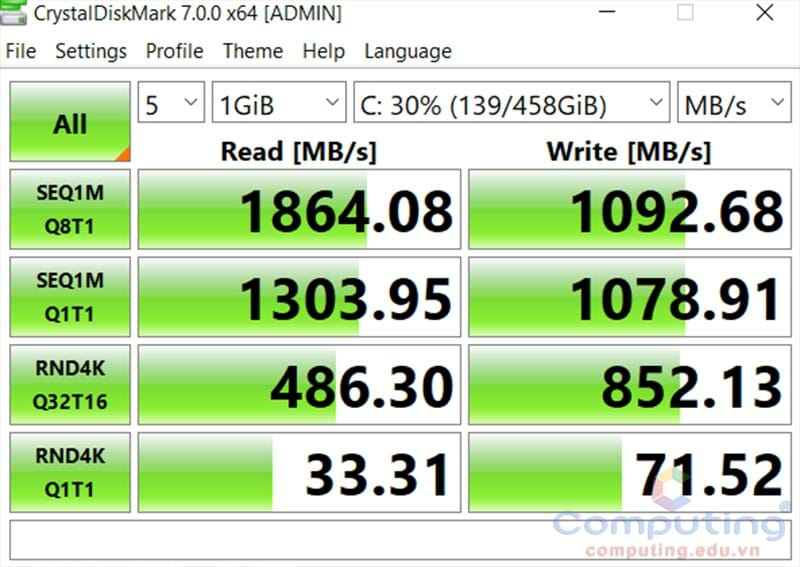 CrystalDiskMark 7.0.0 x64 [ADMIN]
File Settings Profile Theme Help Language
All 5 1GiB C: 30% (139/458GiB) MB/s
Read [MB/s] Write [MB/s]
SEQ1M
Q8T1 1864.08 1092.68
SEQ1M
Q1T1 1303.95 1078.91
RND4K
Q32T16 486.30 852.13
RND4K
Q1T1 33.31 71.52
Computing®
computing.edu.vn